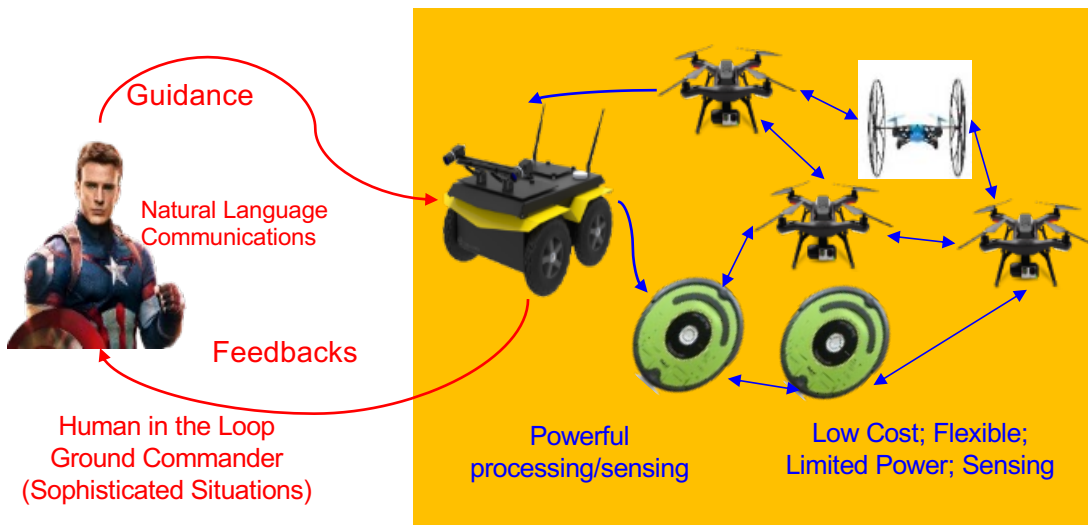 Guidance
Natural Language
Communications
Feedbacks
Human in the Loop
Ground Commander
(Sophisticated Situations)
Powerful
processing/sensing
Low Cost; Flexible;
Limited Power; Sensing